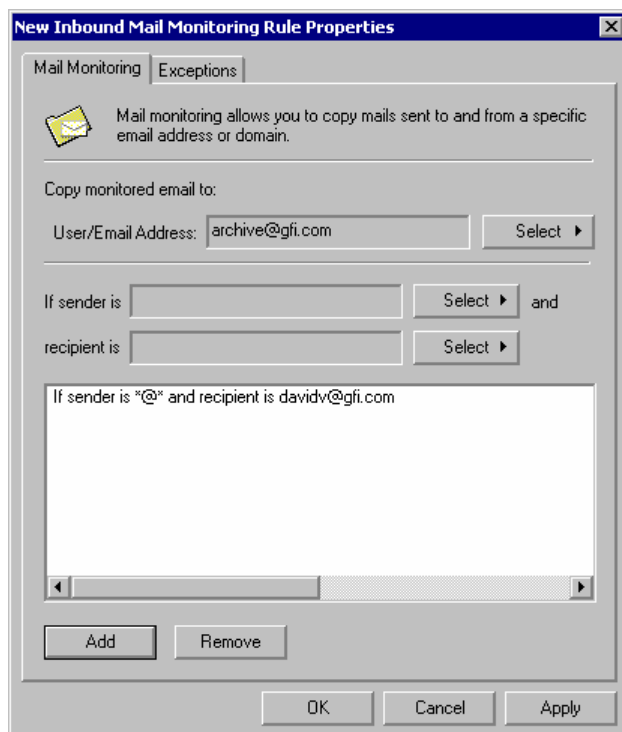 New Inbound Mail Monitoring Rule Properties
Mail Monitoring
Exceptions
Mail monitoring allows you to copy mails sent to and from a specific
email address or domain.
Copy monitored email to:
User/Email Address: archive@gfi.com Select
If sender is Select and
recipient is Select
If sender is *@* and recipient is davidv@gfi.com
Add Remove
OK Cancel Apply